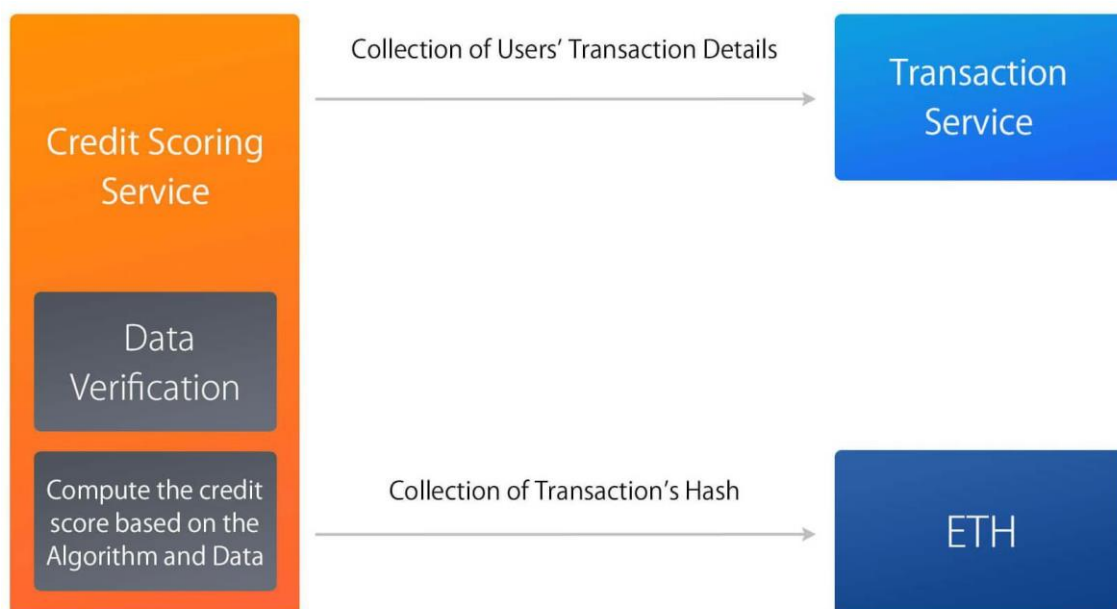 Collection of Users’ Transaction Details
Transaction
Service
Credit Scoring
Service
Data
Verification
Compute the credit
score based on the
Algorithm and Data
Collection of Transaction’s Hash
ETH